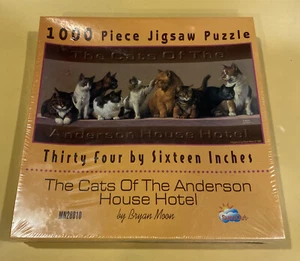 1000 Piece Jigsaw Puzzle
The Cats Of The
Anderson House Hotel
Thirty Four by Sixteen Inches
The Cats Of The Anderson
House Hotel
by Bryan Moon
MN28010